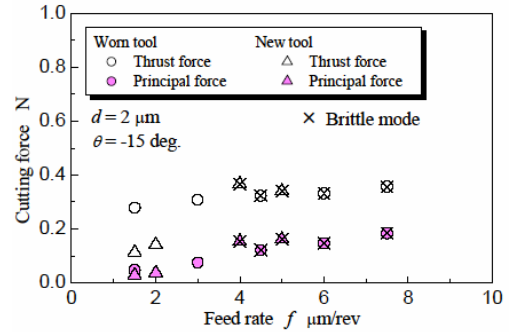 Worn tool New tool
Thrust force Thrust force
Principal force Principal force
d = 2 μm
θ = -15 deg.
Brittle mode
Cutting force N
1.0
0.8
0.6
0.4
0.2
0.0
0 2 4 6 8 10
Feed rate f μm/rev